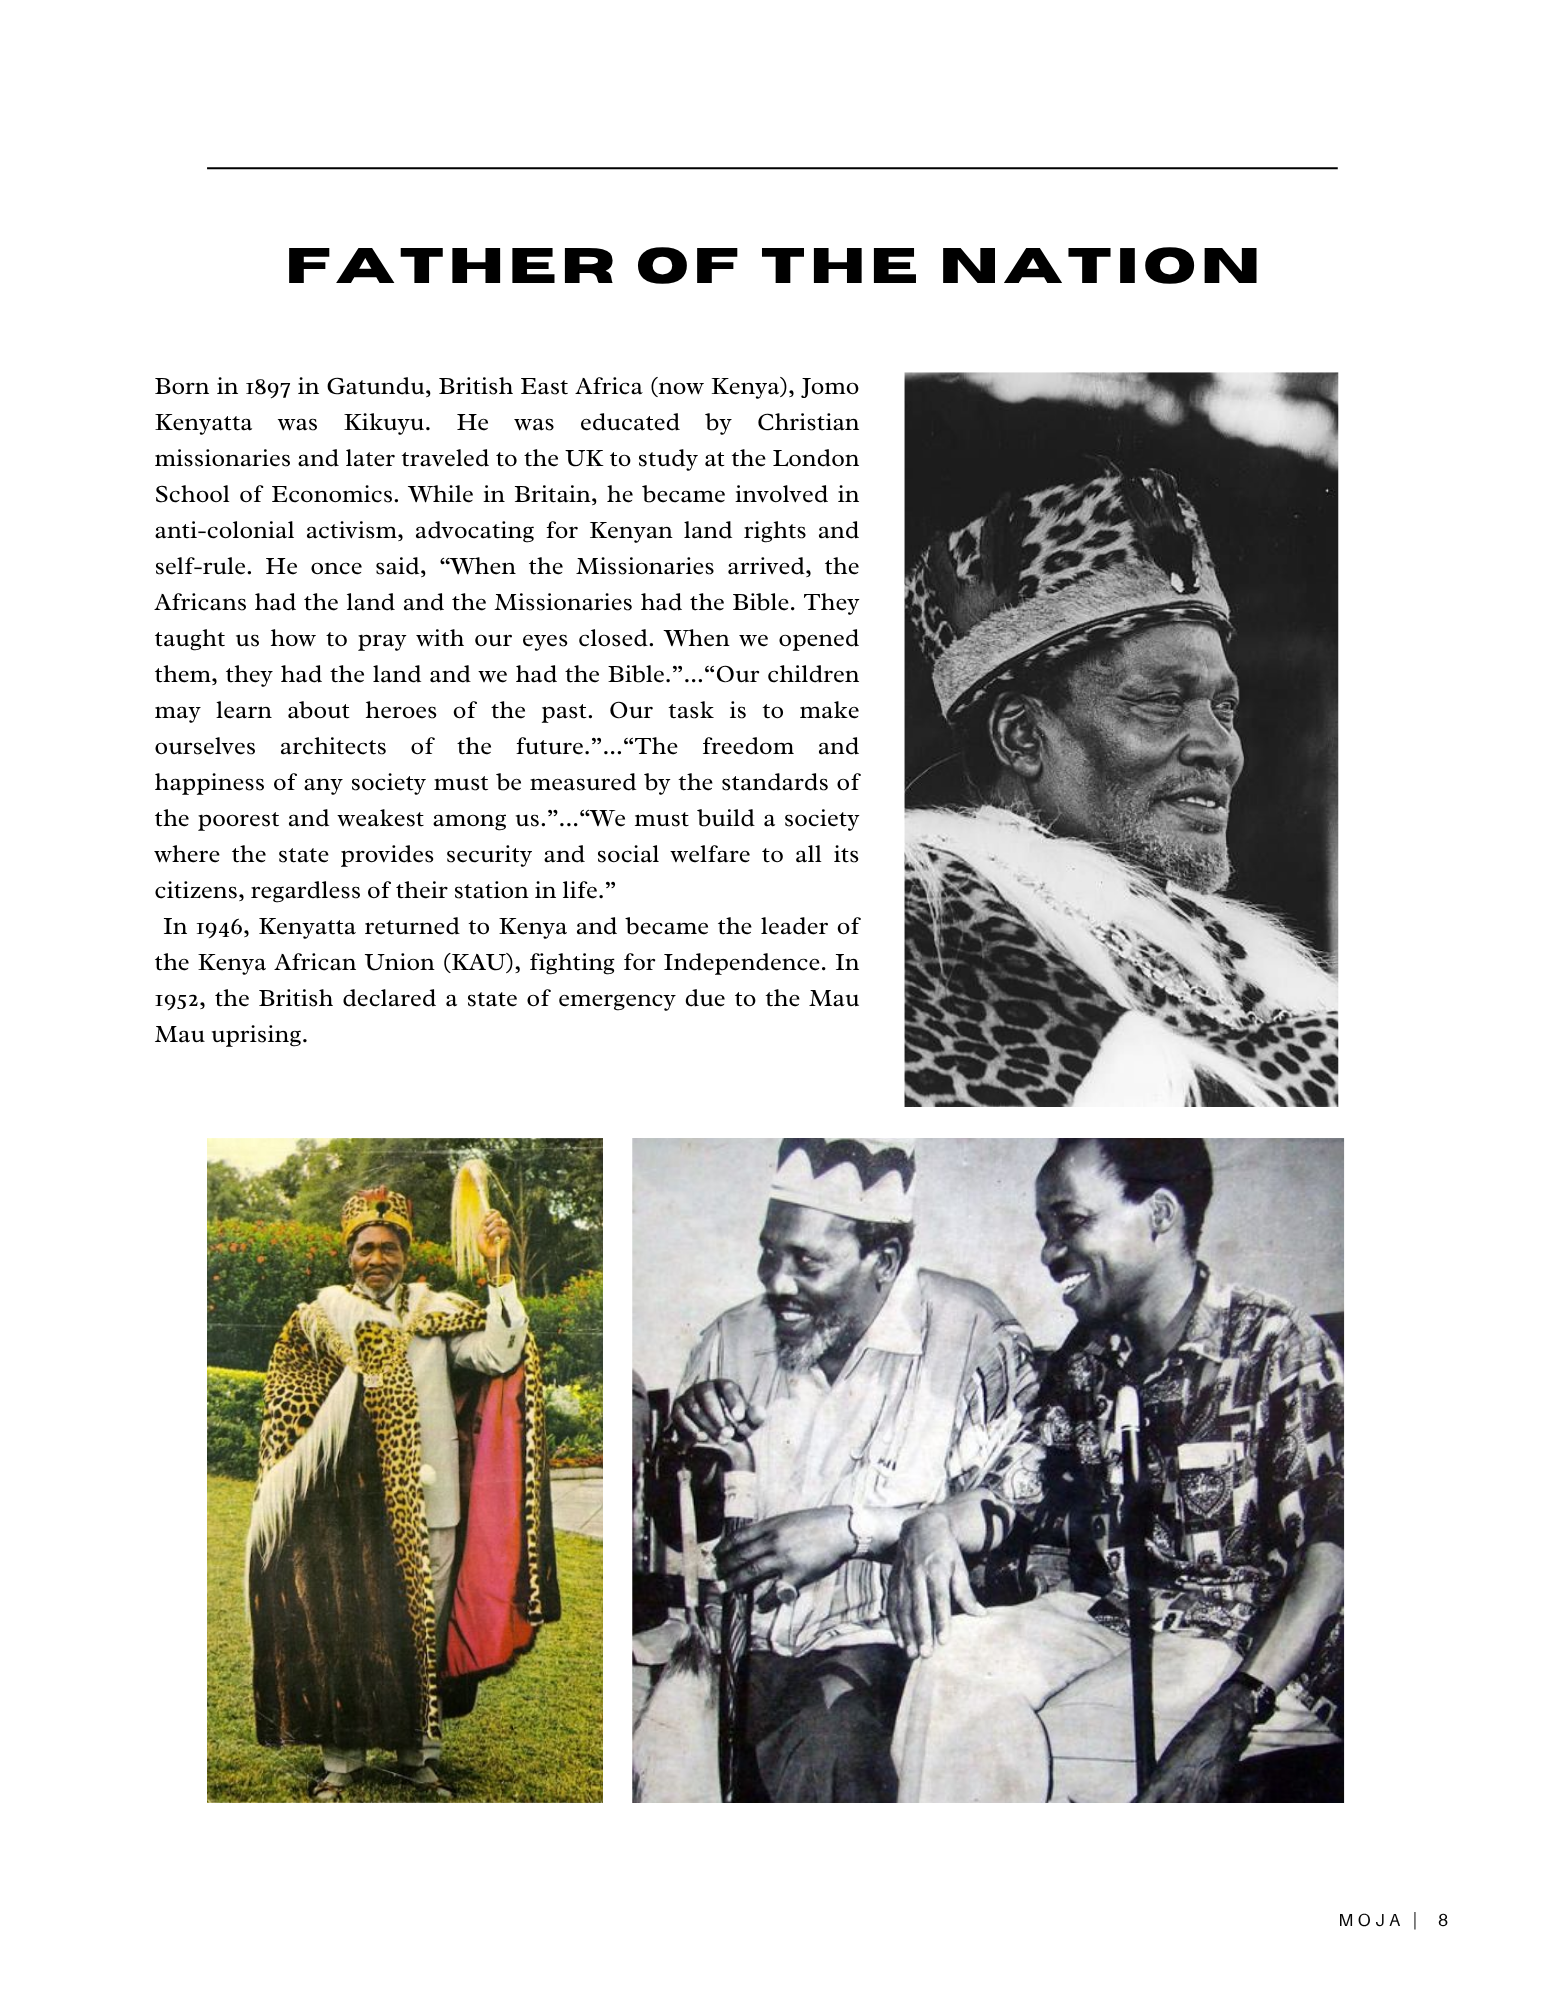 FATHER OF THE NATION
Born in 1897 in Gatundu, British East Africa (now Kenya), Jomo
Kenyatta was Kikuyu. He was educated by Christian
missionaries and later traveled to the UK to study at the London
School of Economics. While in Britain, he became involved in
anti-colonial activism, advocating for Kenyan land rights and
self-rule. He once said, “When the Missionaries arrived, the
Africans had the land and the Missionaries had the Bible. They
taught us how to pray with our eyes closed. When we opened
them, they had the land and we had the Bible.”...“Our children
may learn about heroes of the past. Our task is to make
ourselves architects of the future.”...“The freedom and
happiness of any society must be measured by the standards of
the poorest and weakest among us.”...“We must build a society
where the state provides security and social welfare to all its
citizens, regardless of their station in life.”
In 1946, Kenyatta returned to Kenya and became the leader of
the Kenya African Union (KAU), fighting for Independence. In
1952, the British declared a state of emergency due to the Mau
Mau uprising.
MOJA | 8